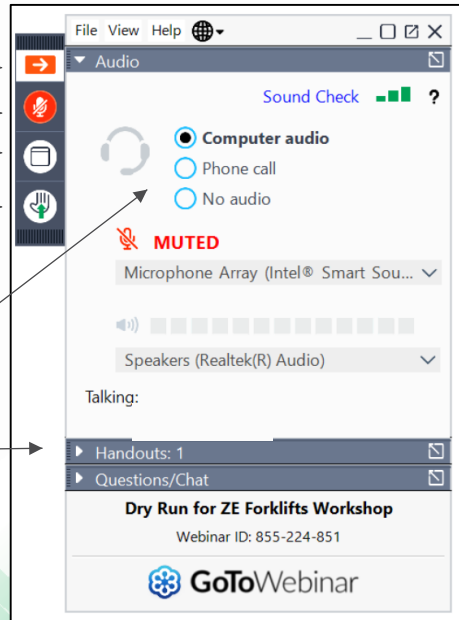 File View Help
Audio
Sound Check ?
Computer audio
Phone call
No audio
MUTED
Microphone Array (Intel® Smart Sou...
Speakers (Realtek(R) Audio)
Talking:
Handouts: 1
Questions/Chat
Dry Run for ZE Forklifts Workshop
Webinar ID: 855-224-851
GoToWebinar